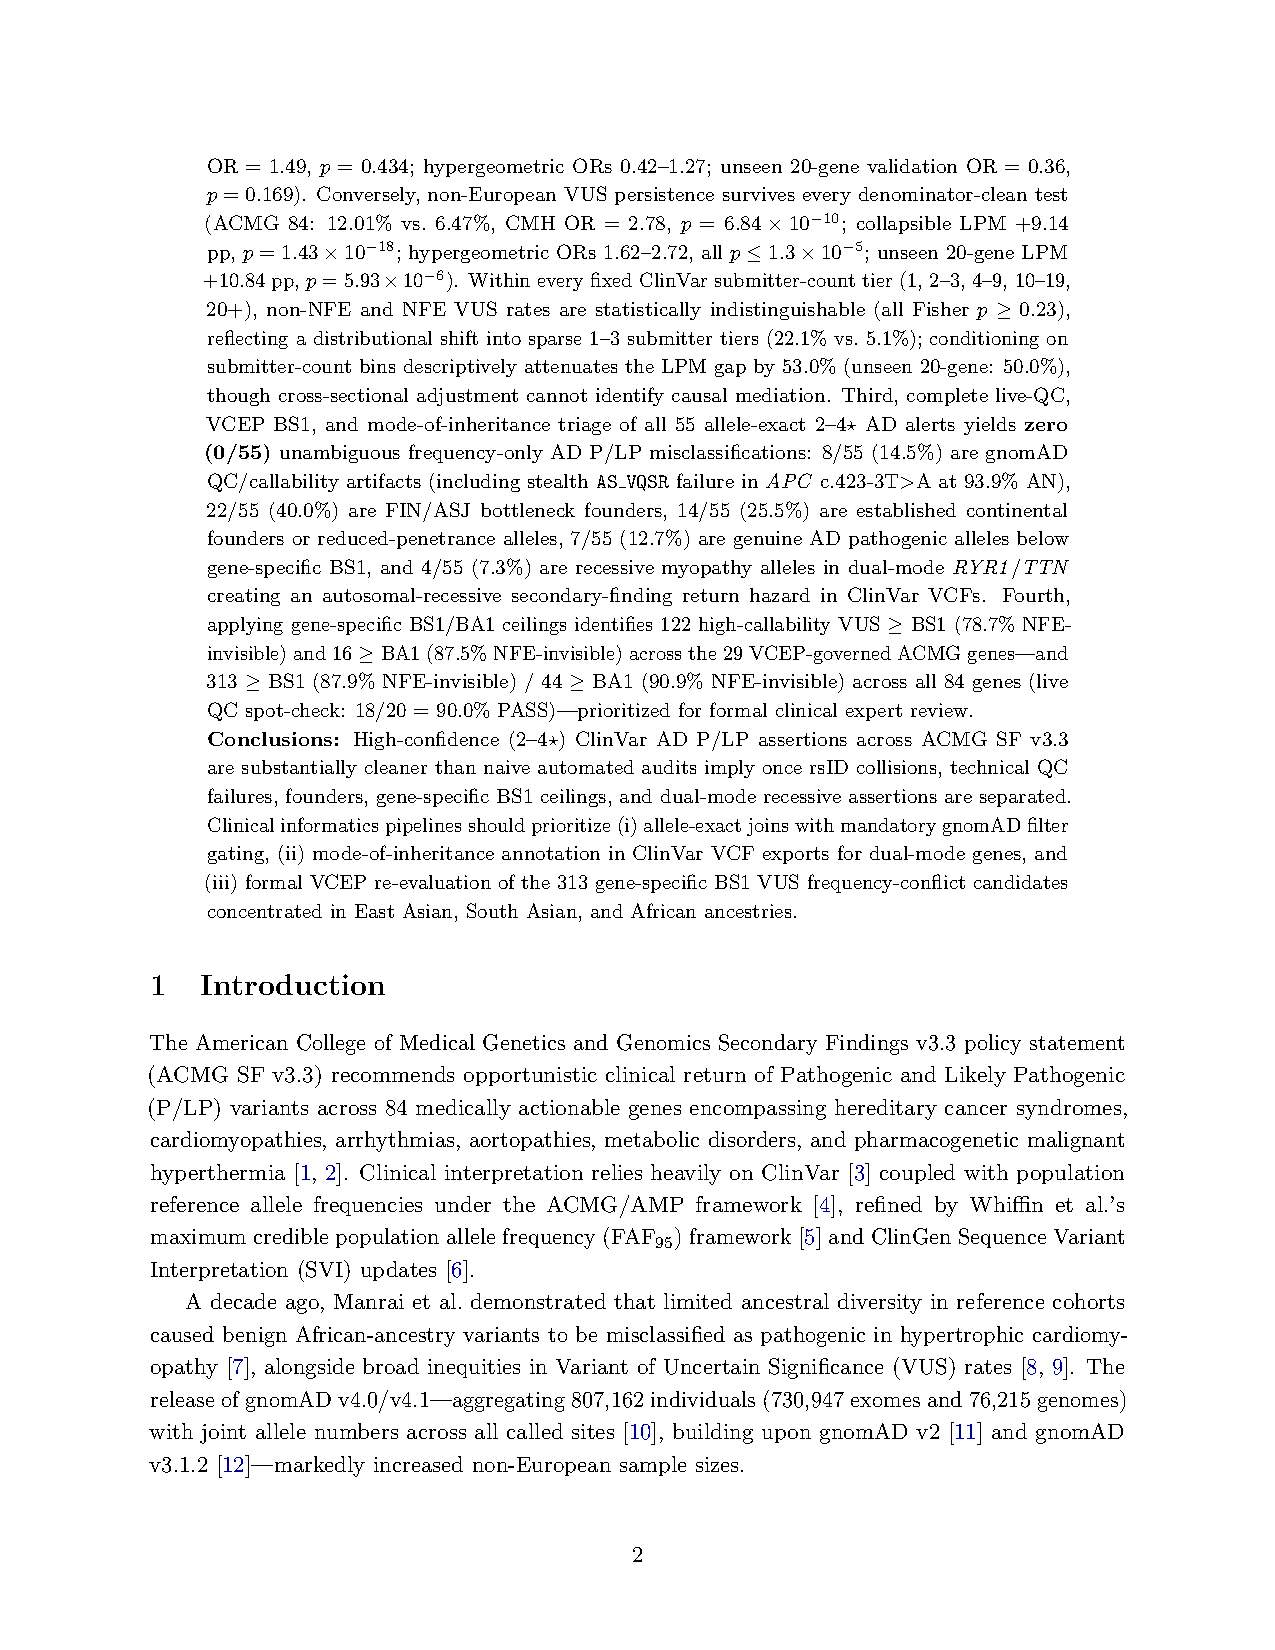 OR = 1.49, p = 0.434; hypergeometric ORs 0.42–1.27; unseen 20-gene validation OR = 0.36,
p = 0.169). Conversely, non-European VUS persistence survives every denominator-clean test
(ACMG 84: 12.01% vs. 6.47%, CMH OR = 2.78, p = 6.84 × 10⁻¹⁰; collapsible LPM +9.14
pp, p = 1.43 × 10⁻¹⁸; hypergeometric ORs 1.62–2.72, all p ≤ 1.3 × 10⁻⁵; unseen 20-gene LPM
+10.84 pp, p = 5.93 × 10⁻⁶). Within every fixed ClinVar submitter-count tier (1, 2–3, 4–9, 10–19,
20+), non-NFE and NFE VUS rates are statistically indistinguishable (all Fisher p ≥ 0.23),
reflecting a distributional shift into sparse 1–3 submitter tiers (22.1% vs. 5.1%); conditioning on
submitter-count bins descriptively attenuates the LPM gap by 53.0% (unseen 20-gene: 50.0%),
though cross-sectional adjustment cannot identify causal mediation. Third, complete live-QC,
VCEP BS1, and mode-of-inheritance triage of all 55 allele-exact 2–4⋆ AD alerts yields zero
(0/55) unambiguous frequency-only AD P/LP misclassifications: 8/55 (14.5%) are gnomAD
QC/callability artifacts (including stealth AS_VQSR failure in APC c.423-3T>A at 93.9% AN),
22/55 (40.0%) are FIN/ASJ bottleneck founders, 14/55 (25.5%) are established continental
founders or reduced-penetrance alleles, 7/55 (12.7%) are genuine AD pathogenic alleles below
gene-specific BS1, and 4/55 (7.3%) are recessive myopathy alleles in dual-mode RYR1/TTN
creating an autosomal-recessive secondary-finding return hazard in ClinVar VCFs. Fourth,
applying gene-specific BS1/BA1 ceilings identifies 122 high-callability VUS ≥ BS1 (78.7% NFE-
invisible) and 16 ≥ BA1 (87.5% NFE-invisible) across the 29 VCEP-governed ACMG genes—and
313 ≥ BS1 (87.9% NFE-invisible) / 44 ≥ BA1 (90.9% NFE-invisible) across all 84 genes (live
QC spot-check: 18/20 = 90.0% PASS)—prioritized for formal clinical expert review.
Conclusions: High-confidence (2–4⋆) ClinVar AD P/LP assertions across ACMG SF v3.3
are substantially cleaner than naive automated audits imply once rsID collisions, technical QC
failures, founders, gene-specific BS1 ceilings, and dual-mode recessive assertions are separated.
Clinical informatics pipelines should prioritize (i) allele-exact joins with mandatory gnomAD filter
gating, (ii) mode-of-inheritance annotation in ClinVar VCF exports for dual-mode genes, and
(iii) formal VCEP re-evaluation of the 313 gene-specific BS1 VUS frequency-conflict candidates
concentrated in East Asian, South Asian, and African ancestries.
1 Introduction
The American College of Medical Genetics and Genomics Secondary Findings v3.3 policy statement
(ACMG SF v3.3) recommends opportunistic clinical return of Pathogenic and Likely Pathogenic
(P/LP) variants across 84 medically actionable genes encompassing hereditary cancer syndromes,
cardiomyopathies, arrhythmias, aortopathies, metabolic disorders, and pharmacogenetic malignant
hyperthermia [1, 2]. Clinical interpretation relies heavily on ClinVar [3] coupled with population
reference allele frequencies under the ACMG/AMP framework [4], refined by Whiffin et al.'s
maximum credible population allele frequency (FAF₉₅) framework [5] and ClinGen Sequence Variant
Interpretation (SVI) updates [6].
A decade ago, Manrai et al. demonstrated that limited ancestral diversity in reference cohorts
caused benign African-ancestry variants to be misclassified as pathogenic in hypertrophic cardiomy-
opathy [7], alongside broad inequities in Variant of Uncertain Significance (VUS) rates [8, 9]. The
release of gnomAD v4.0/v4.1—aggregating 807,162 individuals (730,947 exomes and 76,215 genomes)
with joint allele numbers across all called sites [10], building upon gnomAD v2 [11] and gnomAD
v3.1.2 [12]—markedly increased non-European sample sizes.
2